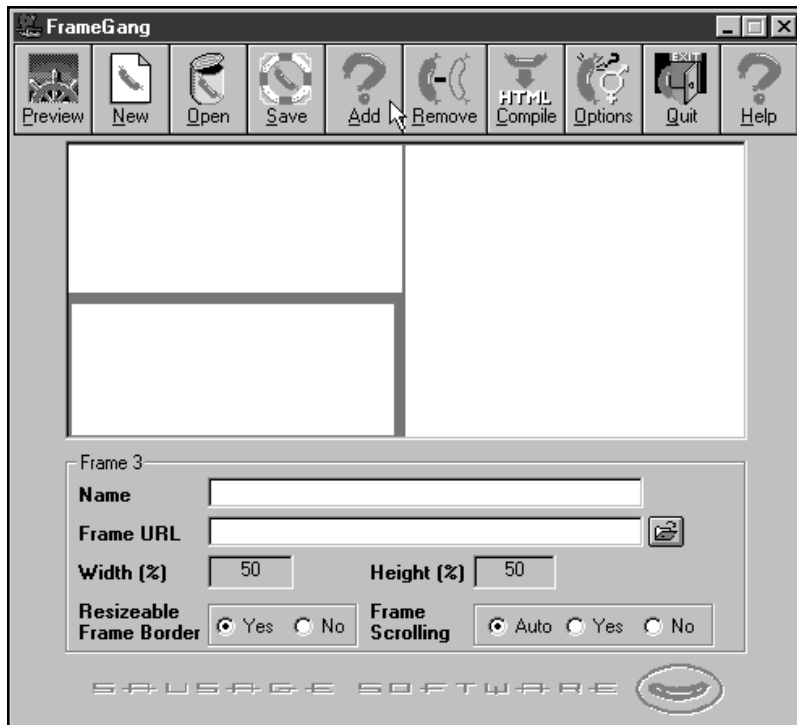 FrameGang
EXIT
HTML
Preview New Open Save Add Remove Compile Options Quit Help
Frame 3
Name
Frame URL
Width (%) 50 Height (%) 50
Resizeable Frame Border Yes No Frame Scrolling Auto Yes No
SAUSAGE SOFTWARE